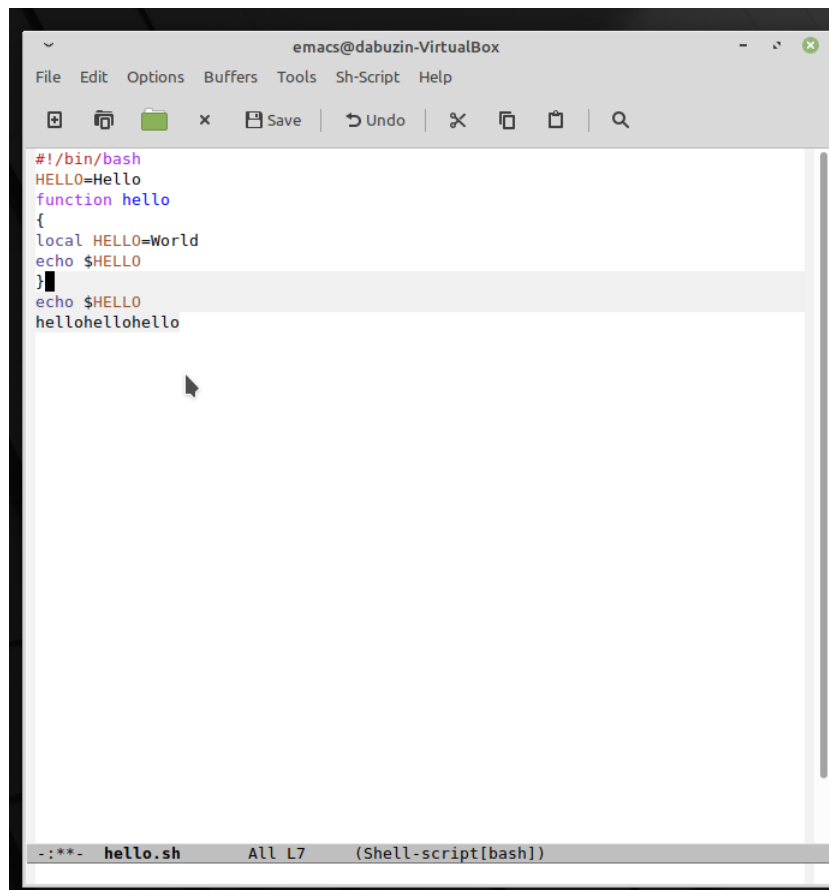 emacs@dabuzin-VirtualBox
File Edit Options Buffers Tools Sh-Script Help
Save Undo
#!/bin/bash
HELLO=Hello
function hello
{
local HELLO=World
echo $HELLO
}
echo $HELLO
hellohellohello
-:**- hello.sh All L7 (Shell-script[bash])